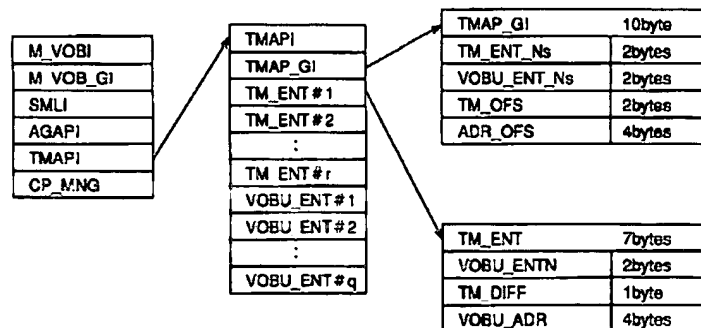 M_VOBI
M_VOB_GI
SMLI
AGAPI
TMAPI
CP_MNG
TMAPI
TMAP_GI
TM_ENT#1
TM_ENT#2
:
TM_ENT#r
VOBU_ENT#1
VOBU_ENT#2
:
VOBU_ENT#q
TMAP_GI 10byte
TM_ENT_Ns 2bytes
VOBU_ENT_Ns 2bytes
TM_OFS 2bytes
ADR_OFS 4bytes
TM_ENT 7bytes
VOBU_ENTN 2bytes
TM_DIFF 1byte
VOBU_ADR 4bytes